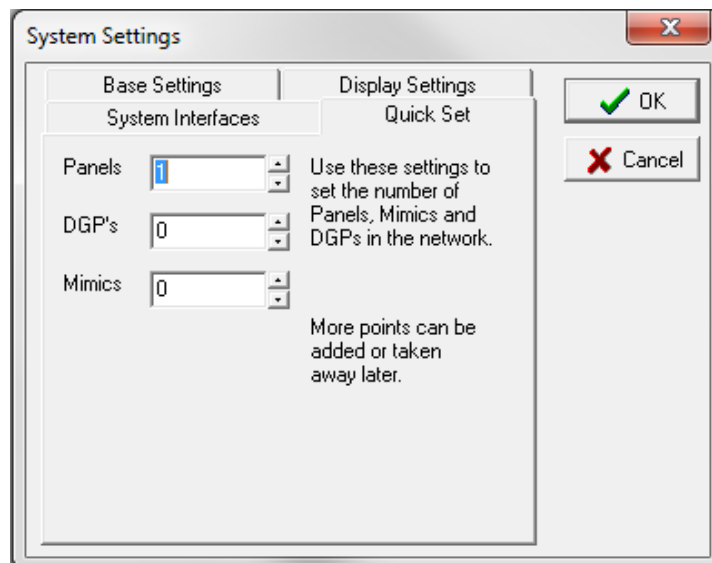 System Settings
Base Settings
Display Settings
System Interfaces
Quick Set
OK
Cancel
Panels
1
DGP's
0
Mimics
0
Use these settings to
set the number of
Panels, Mimics and
DGPs in the network.
More points can be
added or taken
away later.